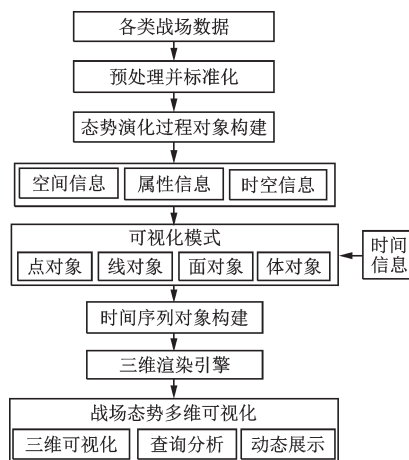 各类战场数据
预处理并标准化
态势演化过程对象构建
空间信息 属性信息 时空信息
可视化模式
点对象 线对象 面对象 体对象
时间
信息
时间序列对象构建
三维渲染引擎
战场态势多维可视化
三维可视化 查询分析 动态展示